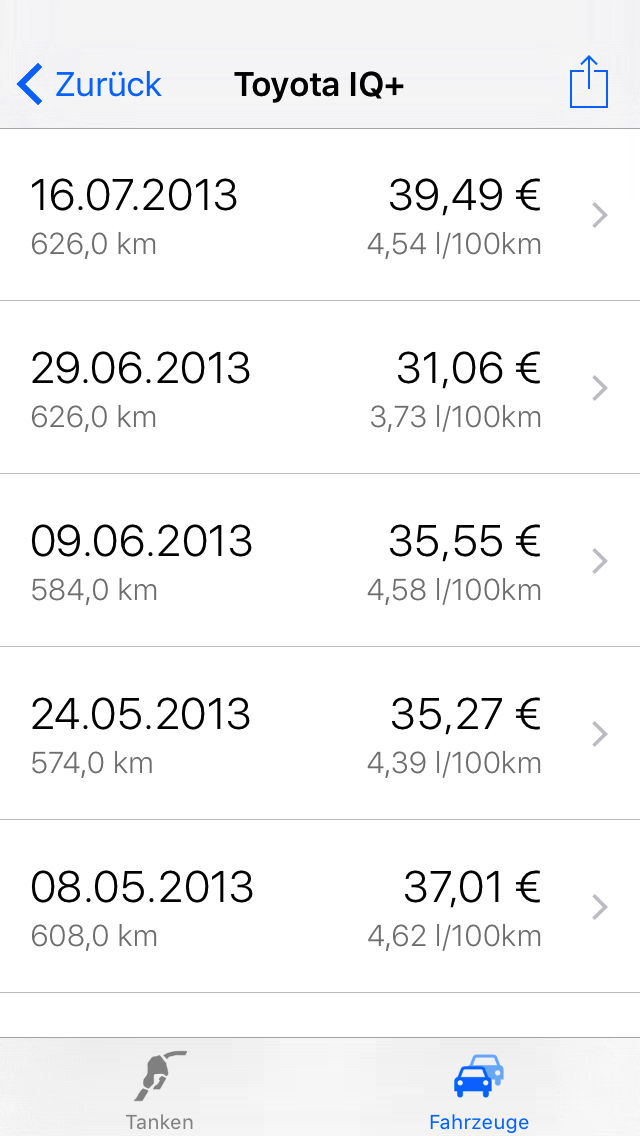 Zurück Toyota IQ+
16.07.2013 39,49 €
626,0 km 4,54 l/100km
29.06.2013 31,06 €
626,0 km 3,73 l/100km
09.06.2013 35,55 €
584,0 km 4,58 l/100km
24.05.2013 35,27 €
574,0 km 4,39 l/100km
08.05.2013 37,01 €
608,0 km 4,62 l/100km
Tanken Fahrzeuge